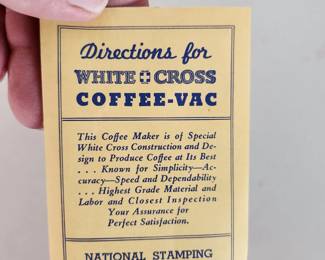 Directions for
WHITE CROSS
COFFEE-VAC
This Coffee Maker is of Special
White Cross Construction and De-
sign to Produce Coffee at Its Best
. . . Known for Simplicity—Ac-
curacy—Speed and Dependability
. . . Highest Grade Material and
Labor and Closest Inspection
Your Assurance for
Perfect Satisfaction.
NATIONAL STAMPING